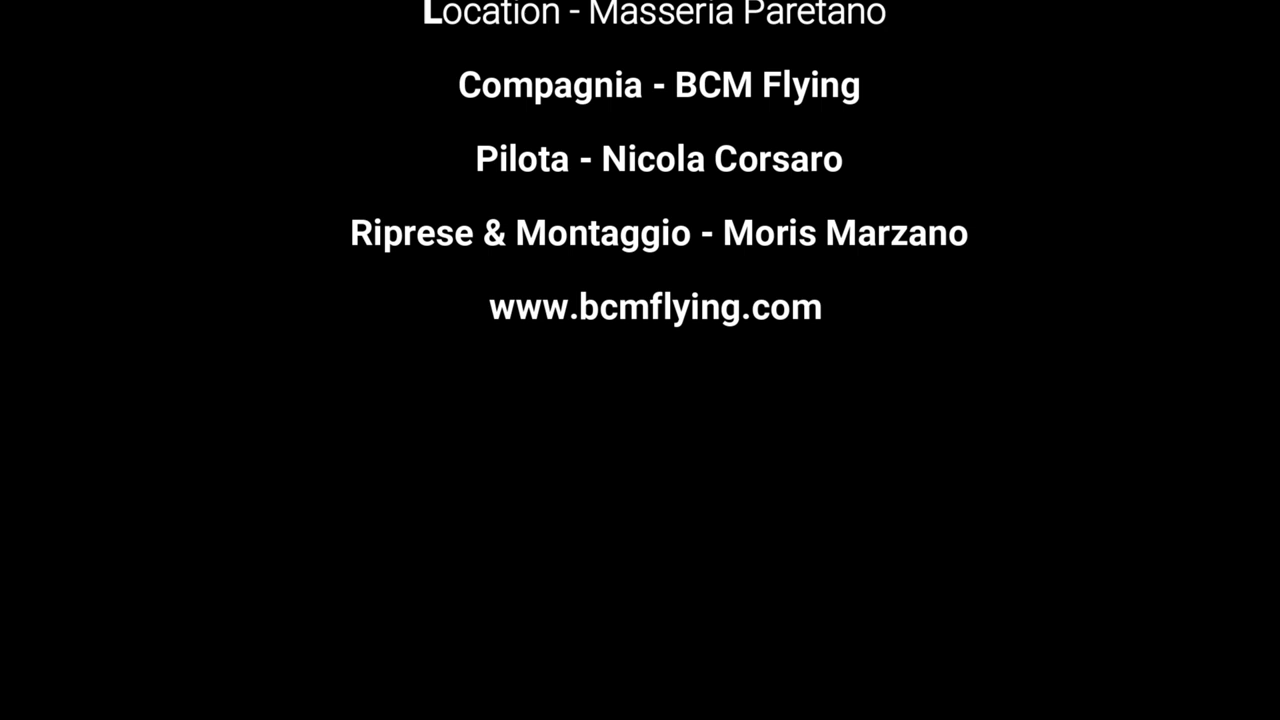 Location - Masseria Paretano
Compagnia - BCM Flying
Pilota - Nicola Corsaro
Riprese & Montaggio - Moris Marzano
www.bcmflying.com